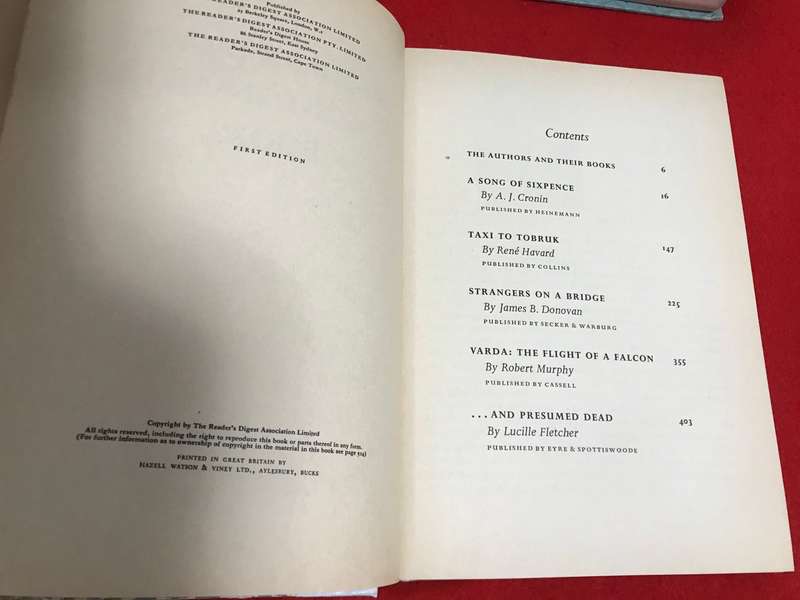 Published by
READER'S DIGEST ASSOCIATION LIMITED
25 Berkeley Square, London, W.1
THE READER'S DIGEST ASSOCIATION PTY. LIMITED
Reader's Digest House
86 Stanley Street, East Sydney
THE READER'S DIGEST ASSOCIATION LIMITED
Parkade, Strand Street, Cape Town
FIRST EDITION
Copyright by The Reader's Digest Association Limited
All rights reserved, including the right to reproduce this book or parts thereof in any form.
(For further information as to ownership of copyright in the material in this book see page 514)
PRINTED IN GREAT BRITAIN BY
HAZELL WATSON & VINEY LTD., AYLESBURY, BUCKS
Contents
THE AUTHORS AND THEIR BOOKS 6
A SONG OF SIXPENCE 16
By A. J. Cronin
PUBLISHED BY HEINEMANN
TAXI TO TOBRUK 147
By René Havard
PUBLISHED BY COLLINS
STRANGERS ON A BRIDGE 225
By James B. Donovan
PUBLISHED BY SECKER & WARBURG
VARDA: THE FLIGHT OF A FALCON 355
By Robert Murphy
PUBLISHED BY CASSELL
...AND PRESUMED DEAD 403
By Lucille Fletcher
PUBLISHED BY EYRE & SPOTTISWOODE